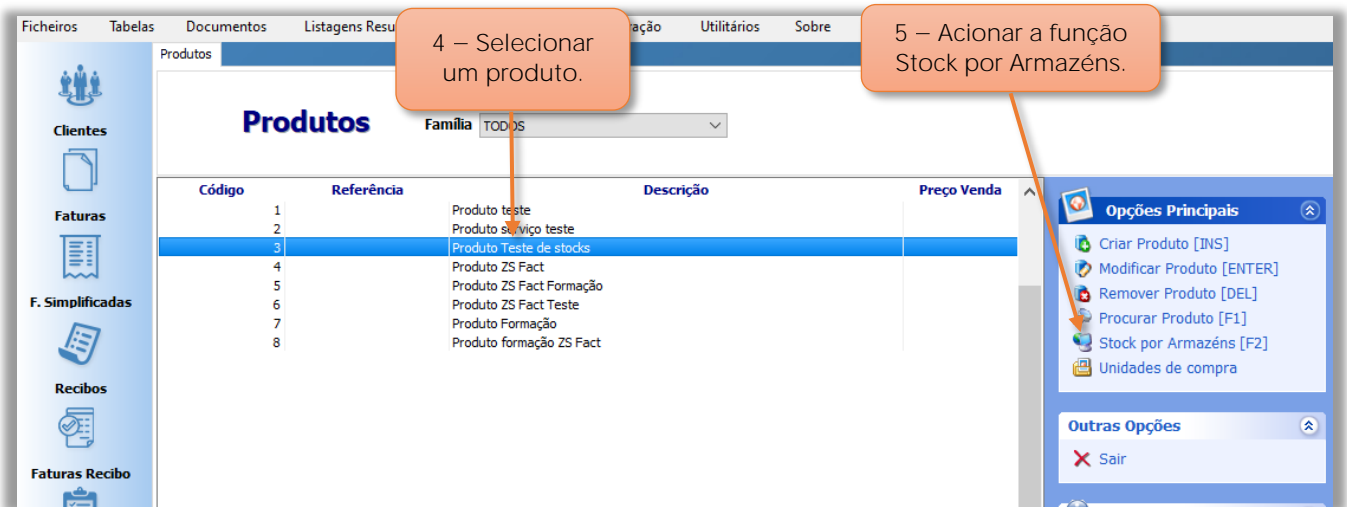 Ficheiros Tabelas Documentos Listagens Resu ração Utilitários Sobre
4 – Selecionar
um produto.
5 – Acionar a função
Stock por Armazéns.
Produtos
Clientes
Faturas
F. Simplificadas
Recibos
Faturas Recibo
Produtos
Família TODOS
Código Referência Descrição Preço Venda
1 Produto teste
2 Produto serviço teste
3 Produto Teste de stocks
4 Produto ZS Fact
5 Produto ZS Fact Formação
6 Produto ZS Fact Teste
7 Produto Formação
8 Produto formação ZS Fact
Opções Principais
Criar Produto [INS]
Modificar Produto [ENTER]
Remover Produto [DEL]
Procurar Produto [F1]
Stock por Armazéns [F2]
Unidades de compra
Outras Opções
Sair